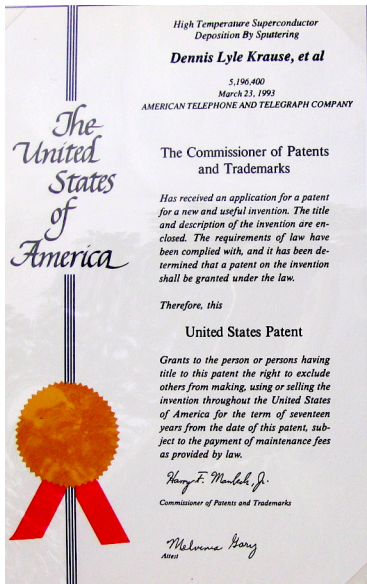 High Temperature Superconductor
Deposition By Sputtering
Dennis Lyle Krause, et al
5,196,400
March 23, 1993
AMERICAN TELEPHONE AND TELEGRAPH COMPANY
The
United
States
of
America
The Commissioner of Patents
and Trademarks
Has received an application for a patent
for a new and useful invention. The title
and description of the invention are en-
closed. The requirements of law have
been complied with, and it has been de-
termined that a patent on the invention
shall be granted under the law.
Therefore, this
United States Patent
Grants to the person or persons having
title to this patent the right to exclude
others from making, using or selling the
invention throughout the United States
of America for the term of seventeen
years from the date of this patent, sub-
ject to the payment of maintenance fees
as provided by law.
Harry F. Manbeck, Jr.
Commissioner of Patents and Trademarks
Melvinia Gary
Attest